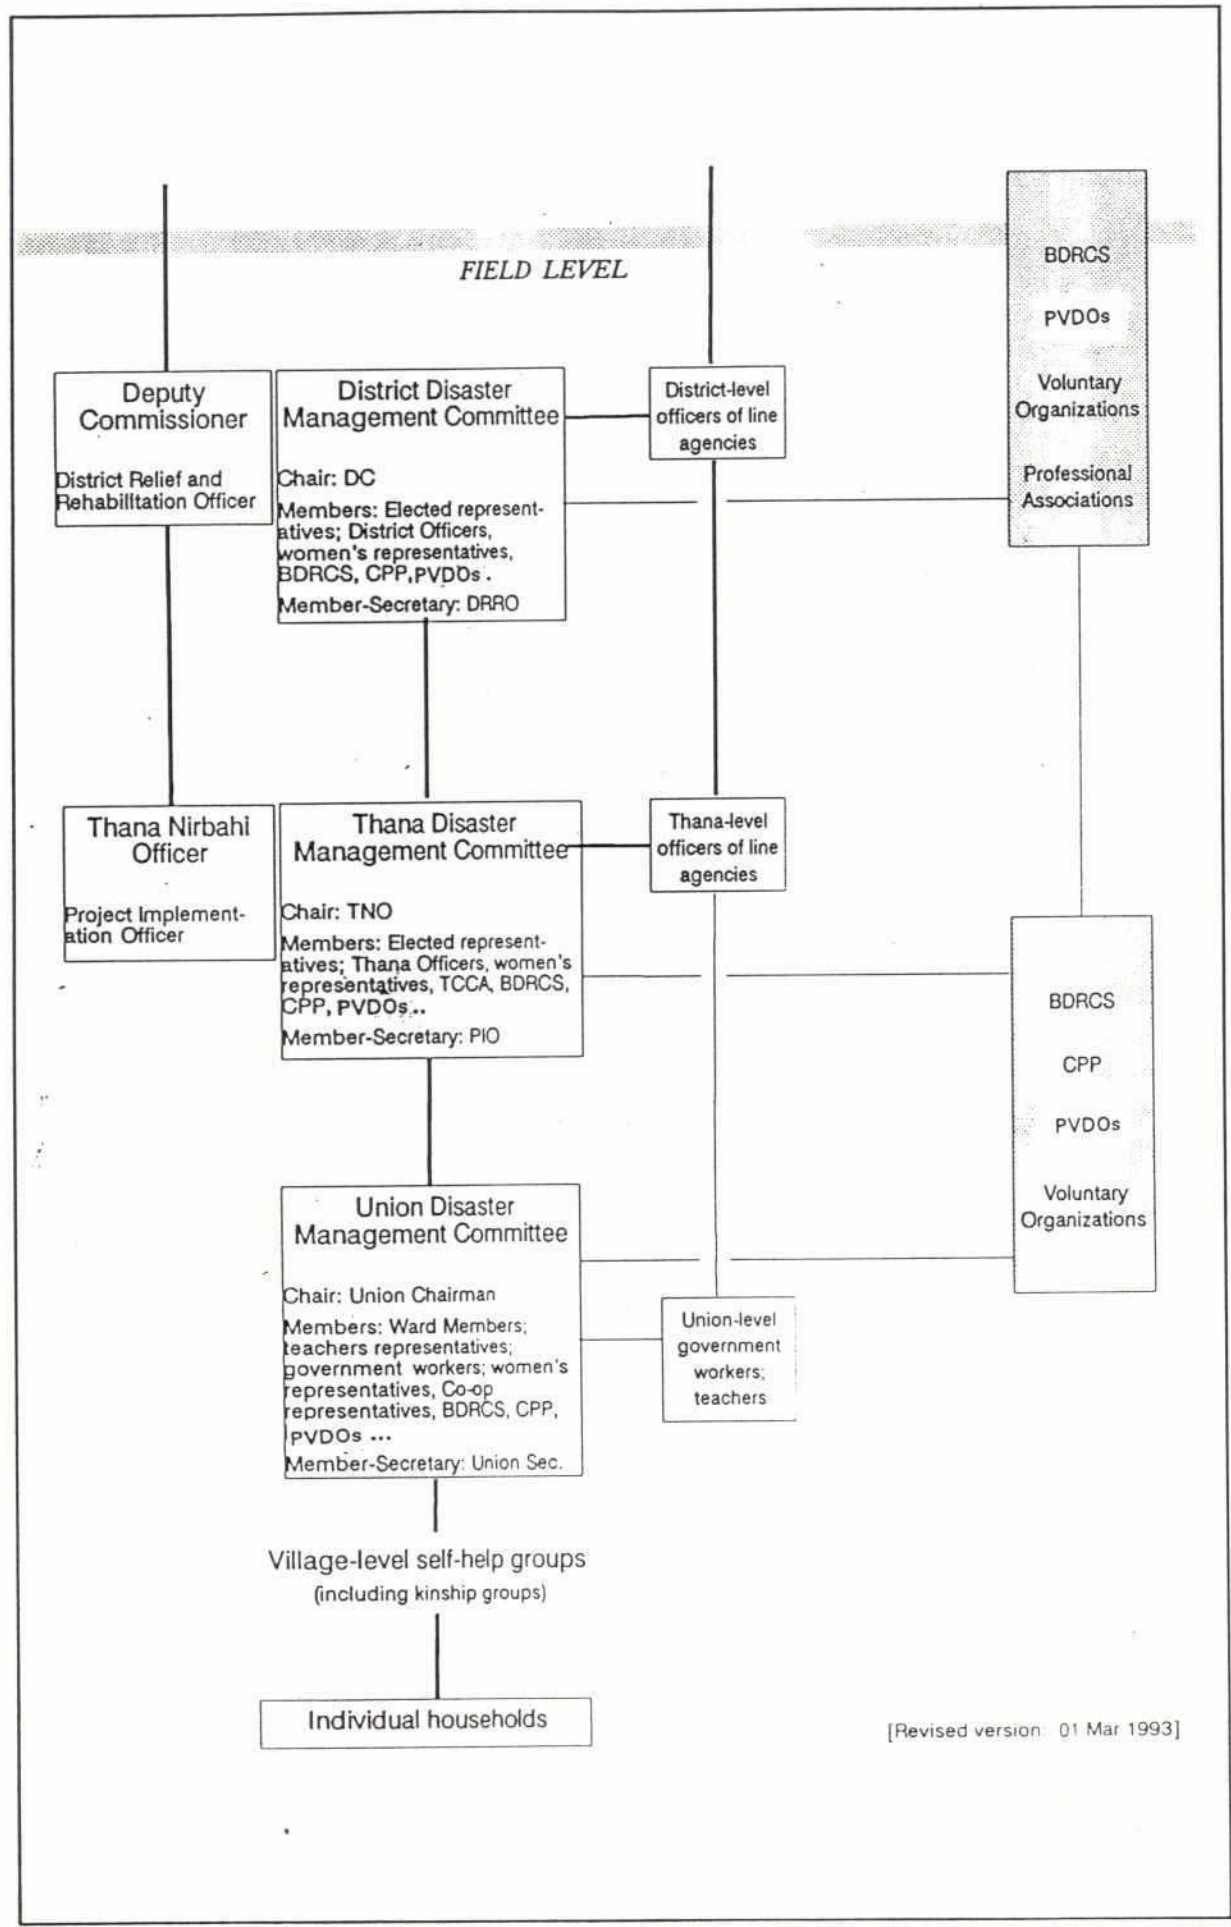 FIELD LEVEL
BDRCS
PVDOs
Voluntary
Organizations
Professional
Associations
Deputy
Commissioner
District Relief and
Rehabilitation Officer
District Disaster
Management Committee
Chair: DC
Members: Elected represent-
atives; District Officers,
women's representatives,
BDRCS, CPP, PVDOs .
Member-Secretary: DRRO
District-level
officers of line
agencies
Thana Nirbahi
Officer
Project Implement-
ation Officer
Thana Disaster
Management Committee
Chair: TNO
Members: Elected represent-
atives; Thana Officers, women's
representatives, TCCA, BDRCS,
CPP, PVDOs..
Member-Secretary: PIO
Thana-level
officers of line
agencies
BDRCS
CPP
PVDOs
Voluntary
Organizations
Union Disaster
Management Committee
Chair: Union Chairman
Members: Ward Members;
teachers representatives;
government workers; women's
representatives, Co-op
representatives, BDRCS, CPP,
PVDOs ...
Member-Secretary: Union Sec.
Union-level
government
workers;
teachers
Village-level self-help groups
(including kinship groups)
Individual households
[Revised version: 01 Mar 1993]